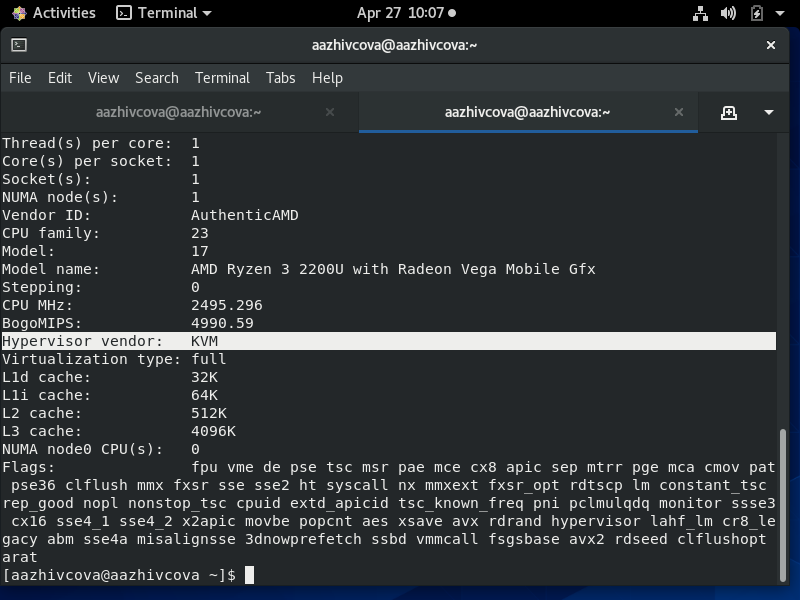 Activities Terminal Apr 27 10:07
aazhivcova@aazhivcova:~
File Edit View Search Terminal Tabs Help
aazhivcova@aazhivcova:~ aazhivcova@aazhivcova:~
Thread(s) per core: 1
Core(s) per socket: 1
Socket(s): 1
NUMA node(s): 1
Vendor ID: AuthenticAMD
CPU family: 23
Model: 17
Model name: AMD Ryzen 3 2200U with Radeon Vega Mobile Gfx
Stepping: 0
CPU MHz: 2495.296
BogoMIPS: 4990.59
Hypervisor vendor: KVM
Virtualization type: full
L1d cache: 32K
L1i cache: 64K
L2 cache: 512K
L3 cache: 4096K
NUMA node0 CPU(s): 0
Flags: fpu vme de pse tsc msr pae mce cx8 apic sep mtrr pge mca cmov pat
pse36 clflush mmx fxsr sse sse2 ht syscall nx mmxext fxsr_opt rdtscp lm constant_tsc
rep_good nopl nonstop_tsc cpuid extd_apicid tsc_known_freq pni pclmulqdq monitor ssse3
cx16 sse4_1 sse4_2 x2apic movbe popcnt aes xsave avx rdrand hypervisor lahf_lm cr8_le
gacy abm sse4a misalignsse 3dnowprefetch ssbd vmmcall fsgsbase avx2 rdseed clflushopt
arat
[aazhivcova@aazhivcova ~]$